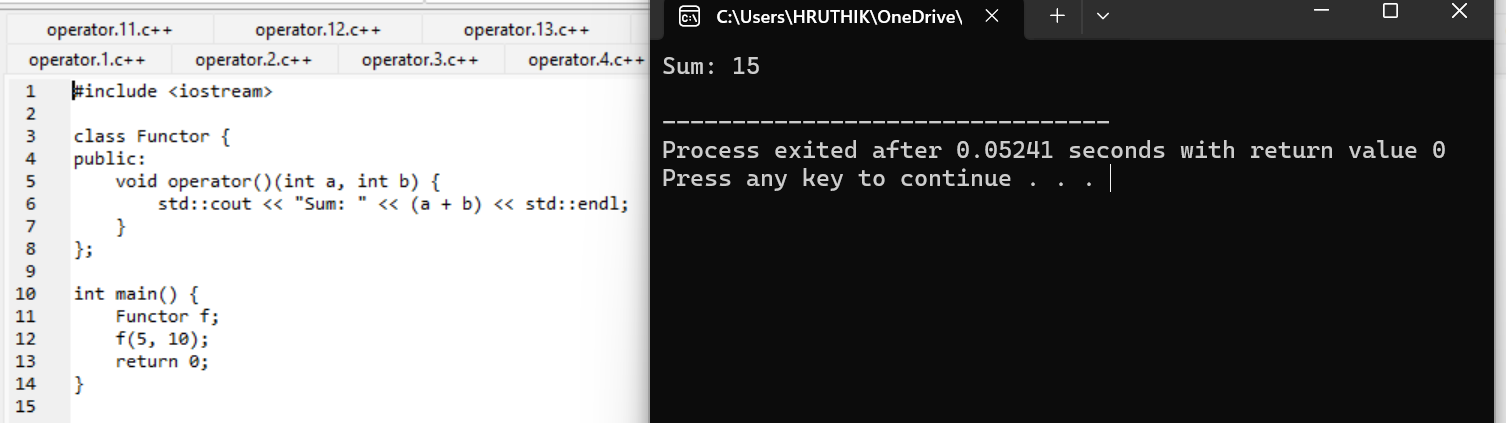 operator.11.c++ operator.12.c++ operator.13.c++
operator.1.c++ operator.2.c++ operator.3.c++ operator.4.c++
1 #include <iostream>
2
3 class Functor {
4 public:
5     void operator()(int a, int b) {
6         std::cout << "Sum: " << (a + b) << std::endl;
7     }
8 };
9
10 int main() {
11     Functor f;
12     f(5, 10);
13     return 0;
14 }
15
C:\Users\HRUTHIK\OneDrive\
Sum: 15
--------------------------------
Process exited after 0.05241 seconds with return value 0
Press any key to continue . . .